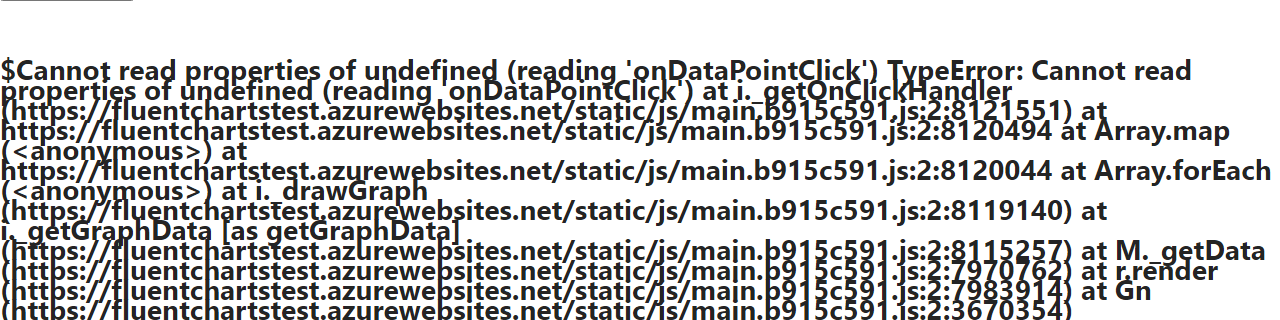 $Cannot read properties of undefined (reading 'onDataPointClick') TypeError: Cannot read
properties of undefined (reading 'onDataPointClick') at i._getOnClickHandler
(https://fluentchartstest.azurewebsites.net/static/js/main.b915c591.js:2:8121551) at
https://fluentchartstest.azurewebsites.net/static/js/main.b915c591.js:2:8120494 at Array.map
(<anonymous>) at
https://fluentchartstest.azurewebsites.net/static/js/main.b915c591.js:2:8120044 at Array.forEach
(<anonymous>) at i._drawGraph
(https://fluentchartstest.azurewebsites.net/static/js/main.b915c591.js:2:8119140) at
i._getGraphData [as getGraphData]
(https://fluentchartstest.azurewebsites.net/static/js/main.b915c591.js:2:8115257) at M._getData
(https://fluentchartstest.azurewebsites.net/static/js/main.b915c591.js:2:7970762) at r.render
(https://fluentchartstest.azurewebsites.net/static/js/main.b915c591.js:2:7983914) at Gn
(https://fluentchartstest.azurewebsites.net/static/js/main.b915c591.js:2:3670354)